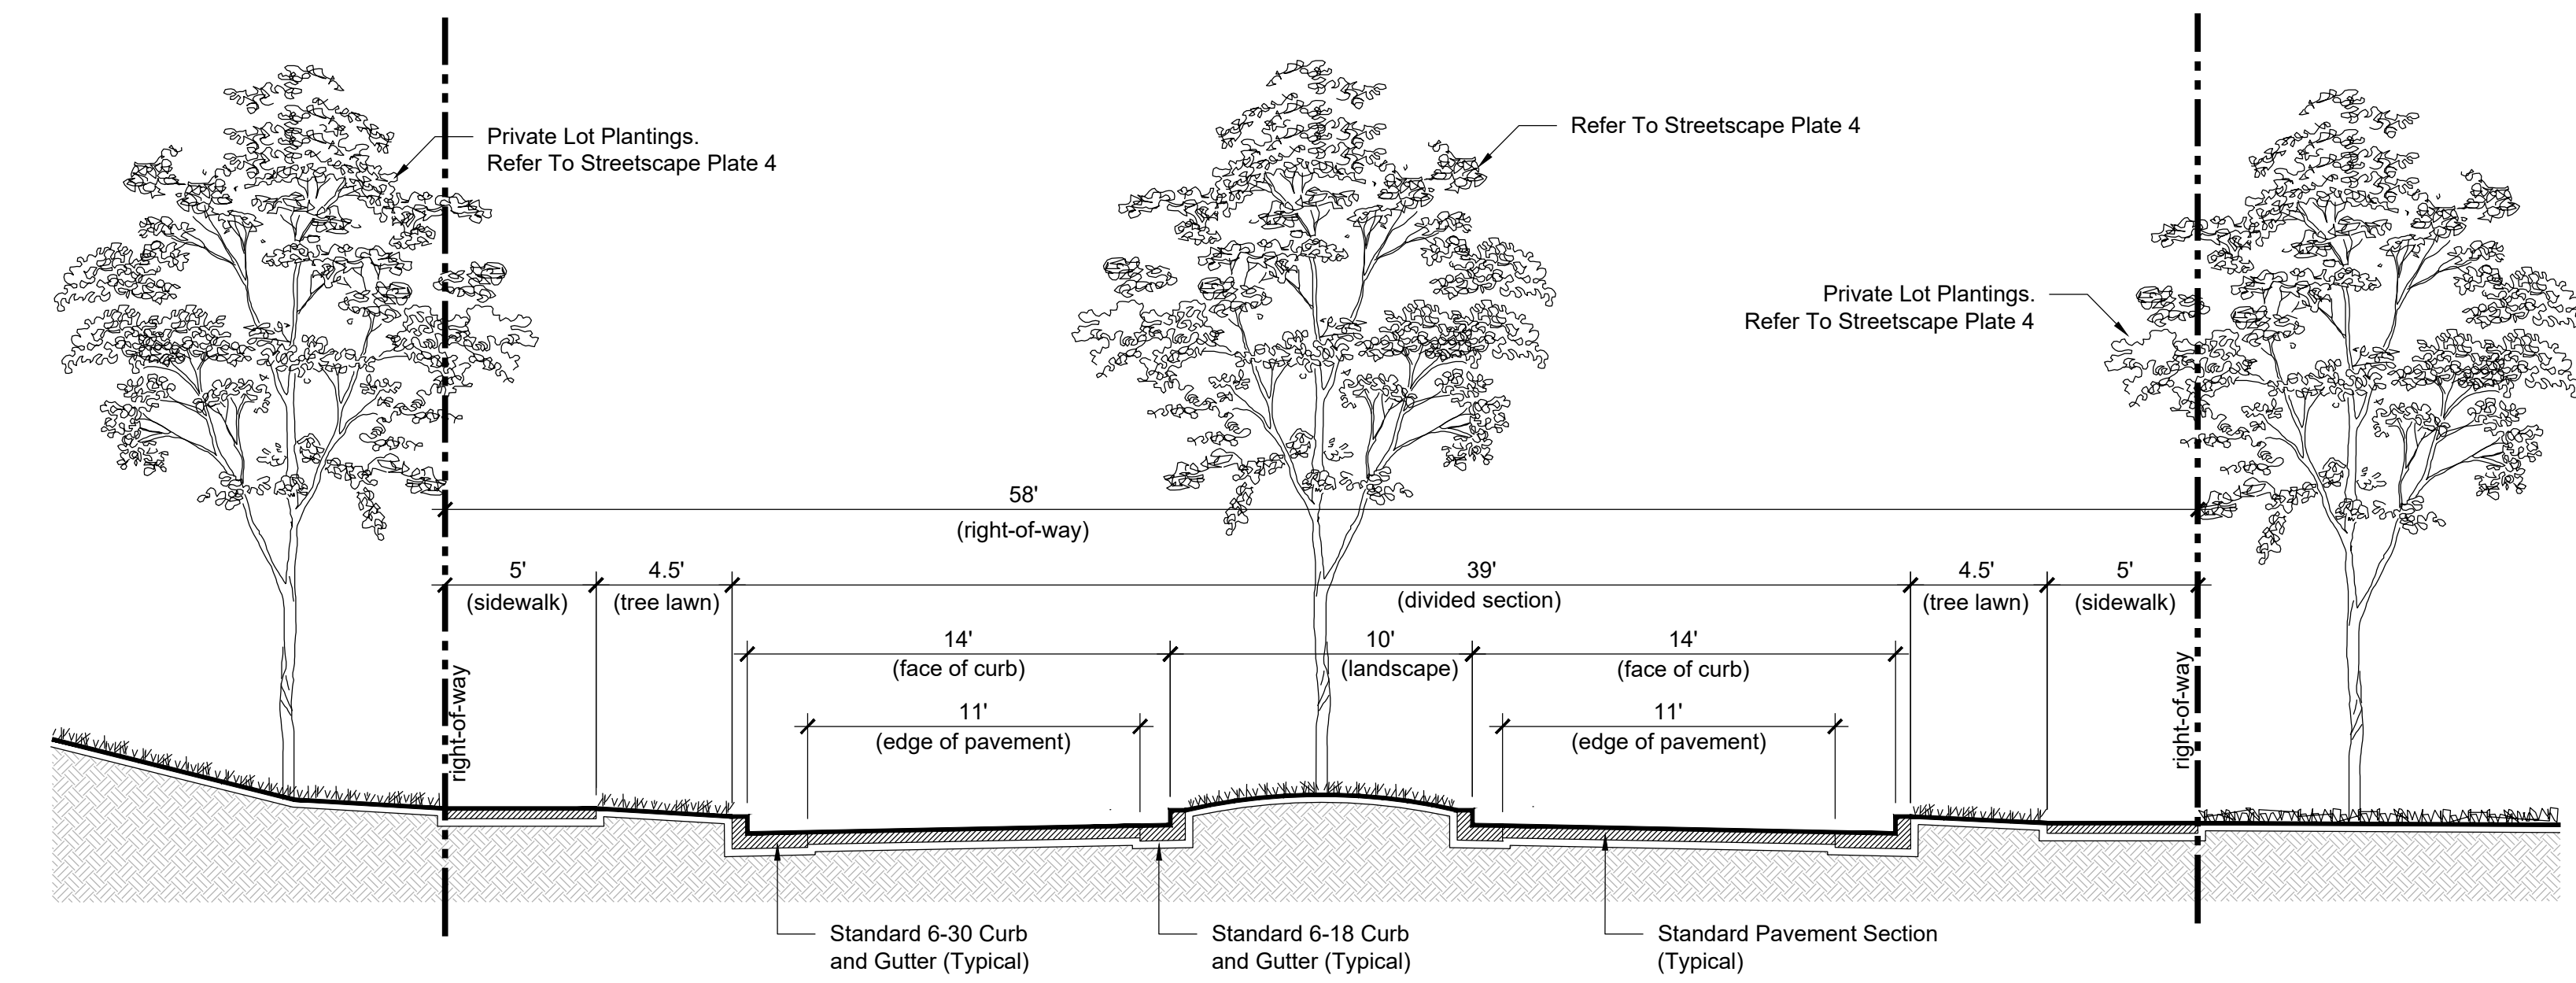 Refer To Streetscape Plate 4
Private Lot Plantings.
Refer To Streetscape Plate 4
Private Lot Plantings.
Refer To Streetscape Plate 4
58'
(right-of-way)
5'
(sidewalk)
4.5'
(tree lawn)
39'
(divided section)
4.5'
(tree lawn)
5'
(sidewalk)
14'
(face of curb)
10'
(landscape)
14'
(face of curb)
11'
(edge of pavement)
11'
(edge of pavement)
right-of-way
right-of-way
Standard 6-30 Curb
and Gutter (Typical)
Standard 6-18 Curb
and Gutter (Typical)
Standard Pavement Section
(Typical)